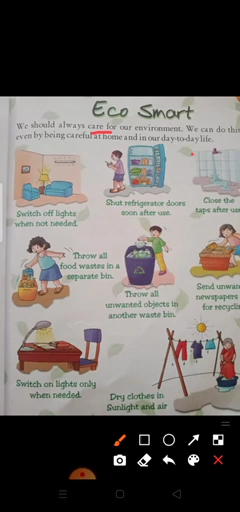 Eco Smart
We should always care for our environment. We can do this
even by being careful at home and in our day-to-day life.
Switch off lights
when not needed.
Shut refrigerator doors
soon after use.
Close the
taps after use
Throw all
food wastes in a
separate bin.
Throw all
unwanted objects in
another waste bin.
Send unwan
newspapers
for recyclin
Switch on lights only
when needed.
Dry clothes in
Sunlight and air